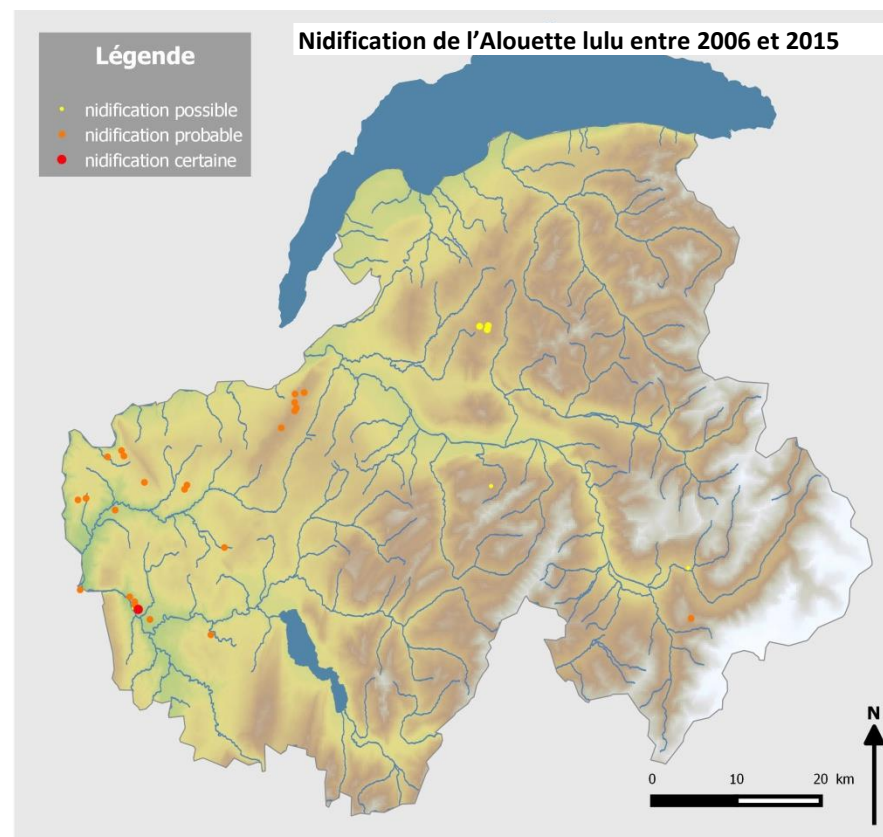 Nidification de l’Alouette lulu entre 2006 et 2015
Légende
nidification possible
nidification probable
nidification certaine
N
0 10 20 km